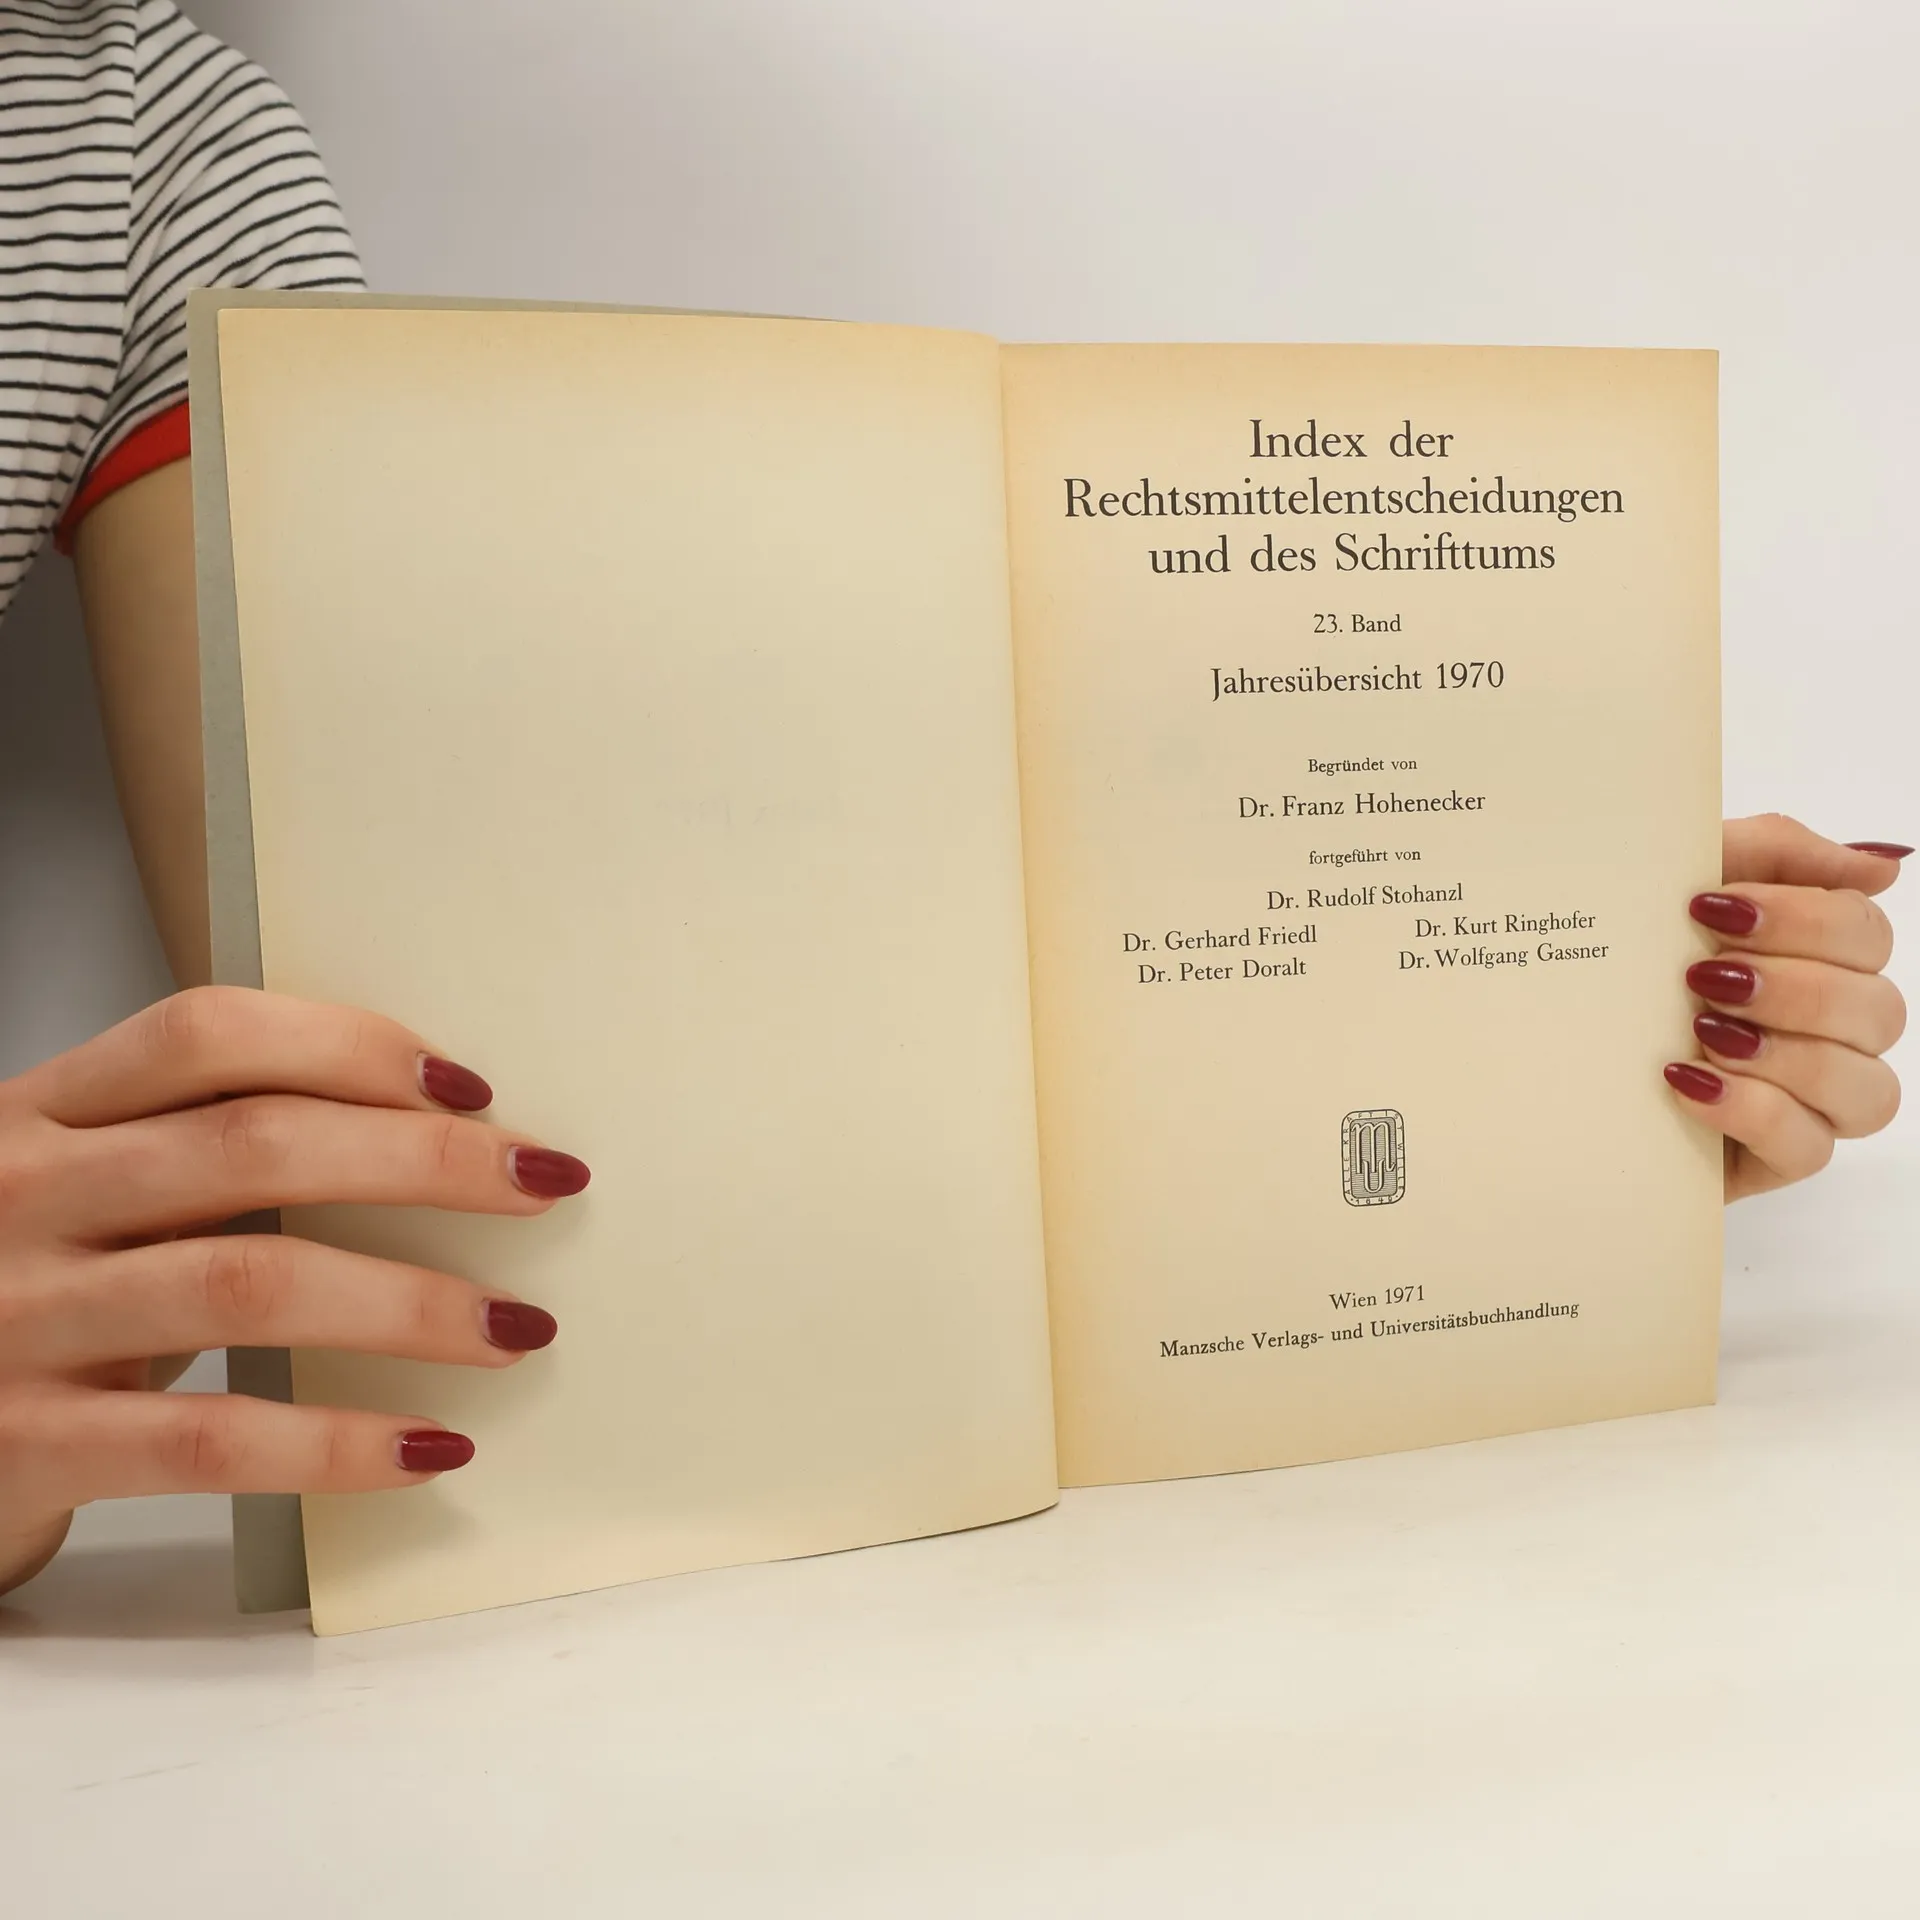 Index der
Rechtsmittelentscheidungen
und des Schrifttums
23. Band
Jahresübersicht 1970
Begründet von
Dr. Franz Hohenecker
fortgeführt von
Dr. Rudolf Stohanzl
Dr. Gerhard Friedl Dr. Kurt Ringhofer
Dr. Peter Doralt Dr. Wolfgang Gassner
Wien 1971
Manzsche Verlags- und Universitätsbuchhandlung